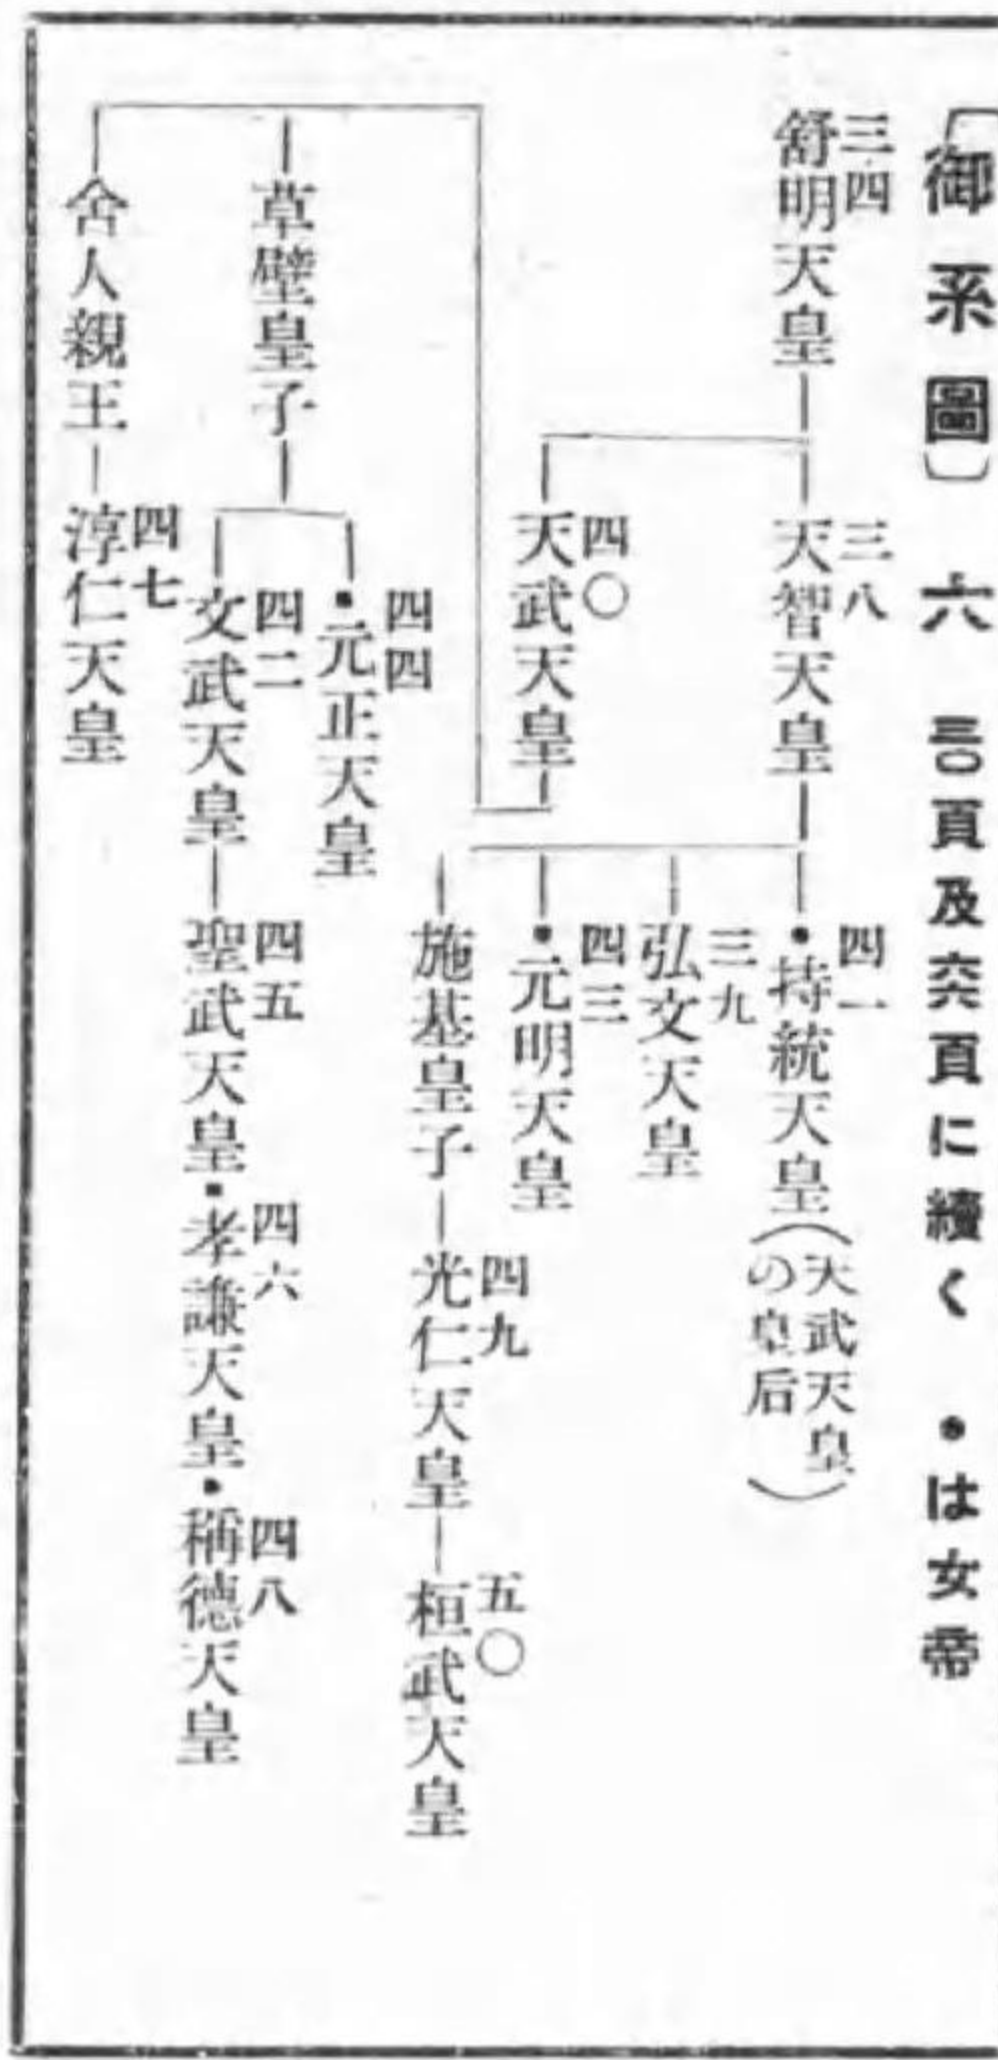 〔御系圖〕 六 三〇頁及六六頁に續く ・は女帝
三四
舒明天皇
三八
天智天皇
四一
・持統天皇(天武天皇の皇后)
三九
弘文天皇
四三
・元明天皇
施基皇子
四九
光仁天皇
五〇
桓武天皇
四〇
天武天皇
草壁皇子
四四
・元正天皇
四二
文武天皇
四五
聖武天皇
四六
・孝謙天皇
四八
・稱德天皇
舍人親王
四七
淳仁天皇